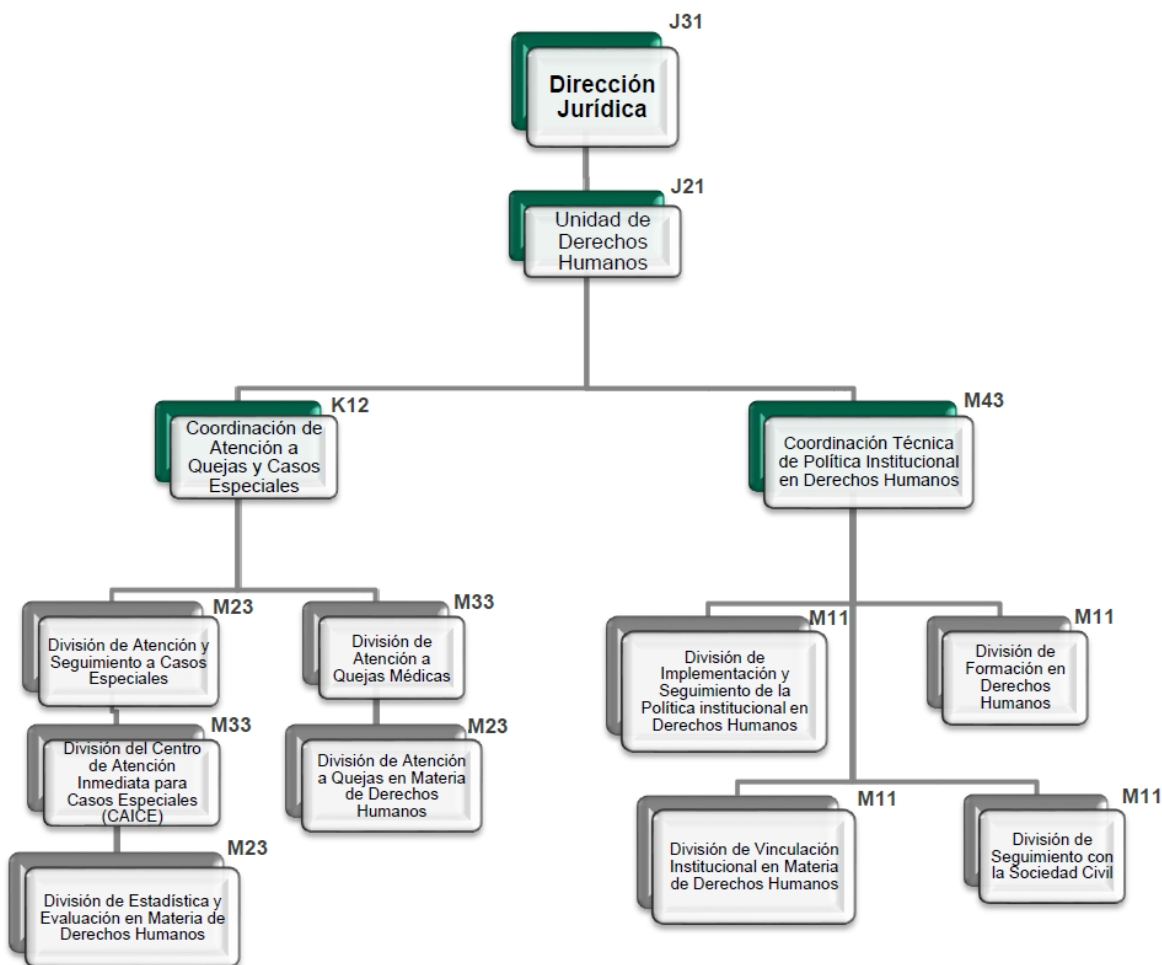 J31
Dirección
Jurídica
J21
Unidad de
Derechos
Humanos
K12
Coordinación de
Atención a
Quejas y Casos
Especiales
M43
Coordinación Técnica
de Política Institucional
en Derechos Humanos
M23
División de Atención y
Seguimiento a Casos
Especiales
M33
División de
Atención a
Quejas Médicas
M33
División del Centro
de Atención
Inmediata para
Casos Especiales
(CAICE)
M23
División de Atención
a Quejas en Materia
de Derechos
Humanos
M23
División de Estadística y
Evaluación en Materia de
Derechos Humanos
M11
División de
Implementación y
Seguimiento de la
Política institucional en
Derechos Humanos
M11
División de
Formación en
Derechos
Humanos
M11
División de Vinculación
Institucional en Materia
de Derechos Humanos
M11
División de
Seguimiento con
la Sociedad Civil